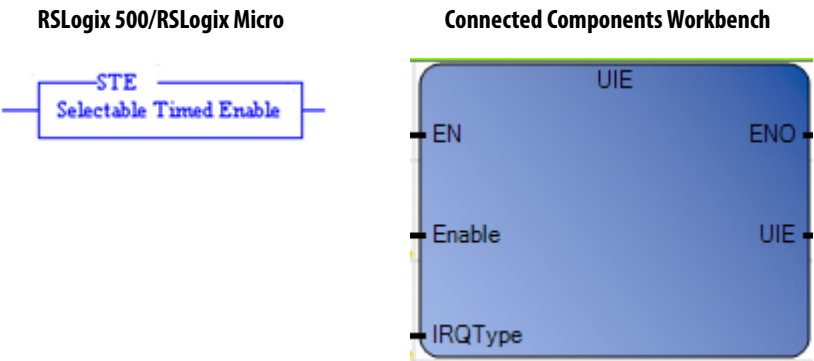 RSLogix 500/RSLogix Micro
Connected Components Workbench
STE
Selectable Timed Enable
UIE
EN
ENO
Enable
UIE
IRQType